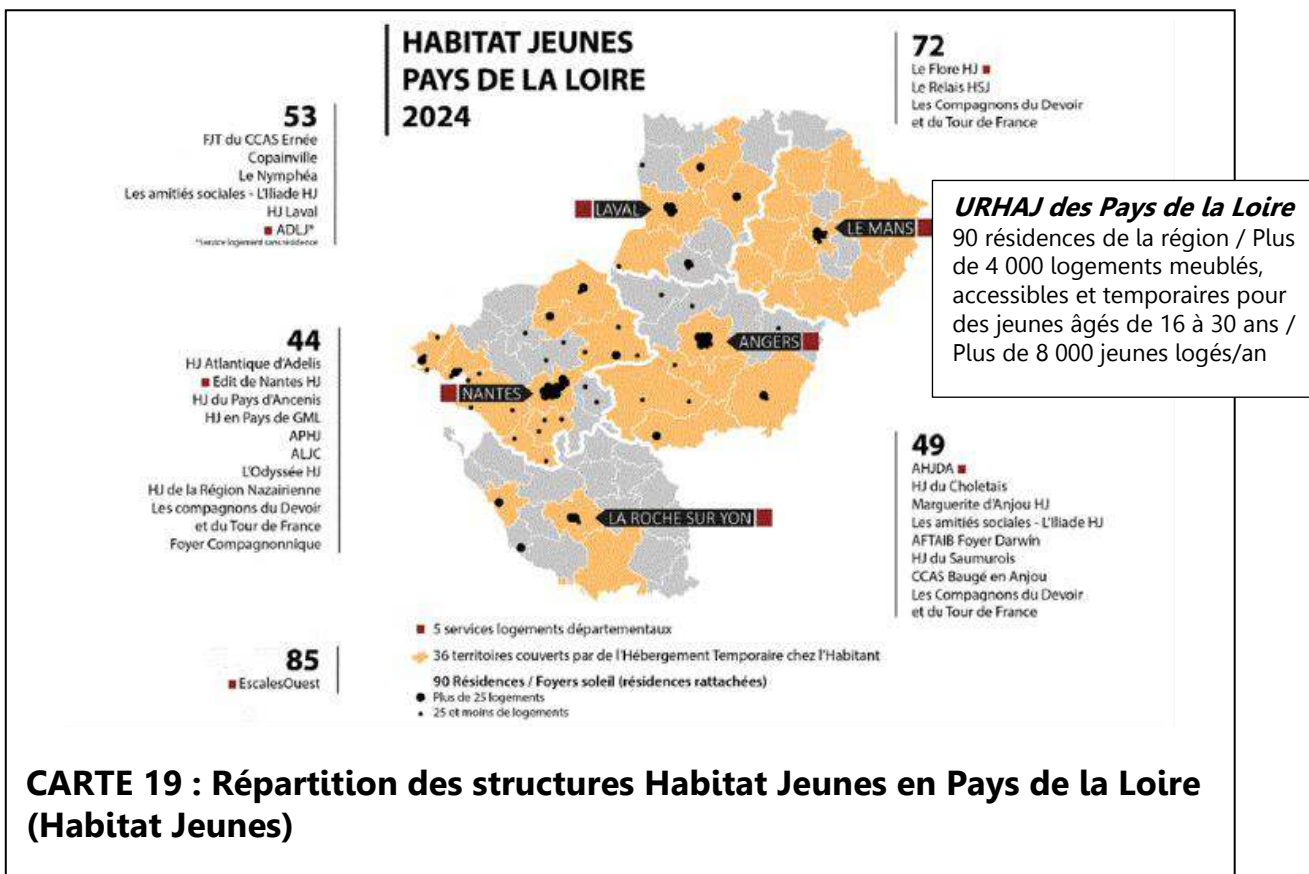 HABITAT JEUNES
PAYS DE LA LOIRE
2024
53
FJT du CCAS Ernée
Copainville
Le Nymphéa
Les amitiés sociales - L'Iliade HJ
HJ Laval
ADLJ*
*Service logement sans résidence
72
Le Flore HJ
Le Relais HSJ
Les Compagnons du Devoir
et du Tour de France
LAVAL
LE MANS
URHAJ des Pays de la Loire
90 résidences de la région / Plus
de 4 000 logements meublés,
accessibles et temporaires pour
des jeunes âgés de 16 à 30 ans /
Plus de 8 000 jeunes logés/an
44
HJ Atlantique d'Adelis
Edit de Nantes HJ
HJ du Pays d'Ancenis
HJ en Pays de GML
APHJ
ALJC
L'Odyssée HJ
HJ de la Région Nazairienne
Les compagnons du Devoir
et du Tour de France
Foyer Compagnonnique
ANGERS
NANTES
LA ROCHE SUR YON
49
AHJDA
HJ du Choletais
Marguerite d'Anjou HJ
Les amitiés sociales - L'Iliade HJ
AFTAIB Foyer Darwin
HJ du Saumurois
CCAS Baugé en Anjou
Les Compagnons du Devoir
et du Tour de France
85
EscalesOuest
5 services logements départementaux
36 territoires couverts par de l'Hébergement Temporaire chez l'Habitant
90 Résidences / Foyers soleil (résidences rattachées)
Plus de 25 logements
25 et moins de logements
CARTE 19 : Répartition des structures Habitat Jeunes en Pays de la Loire
(Habitat Jeunes)